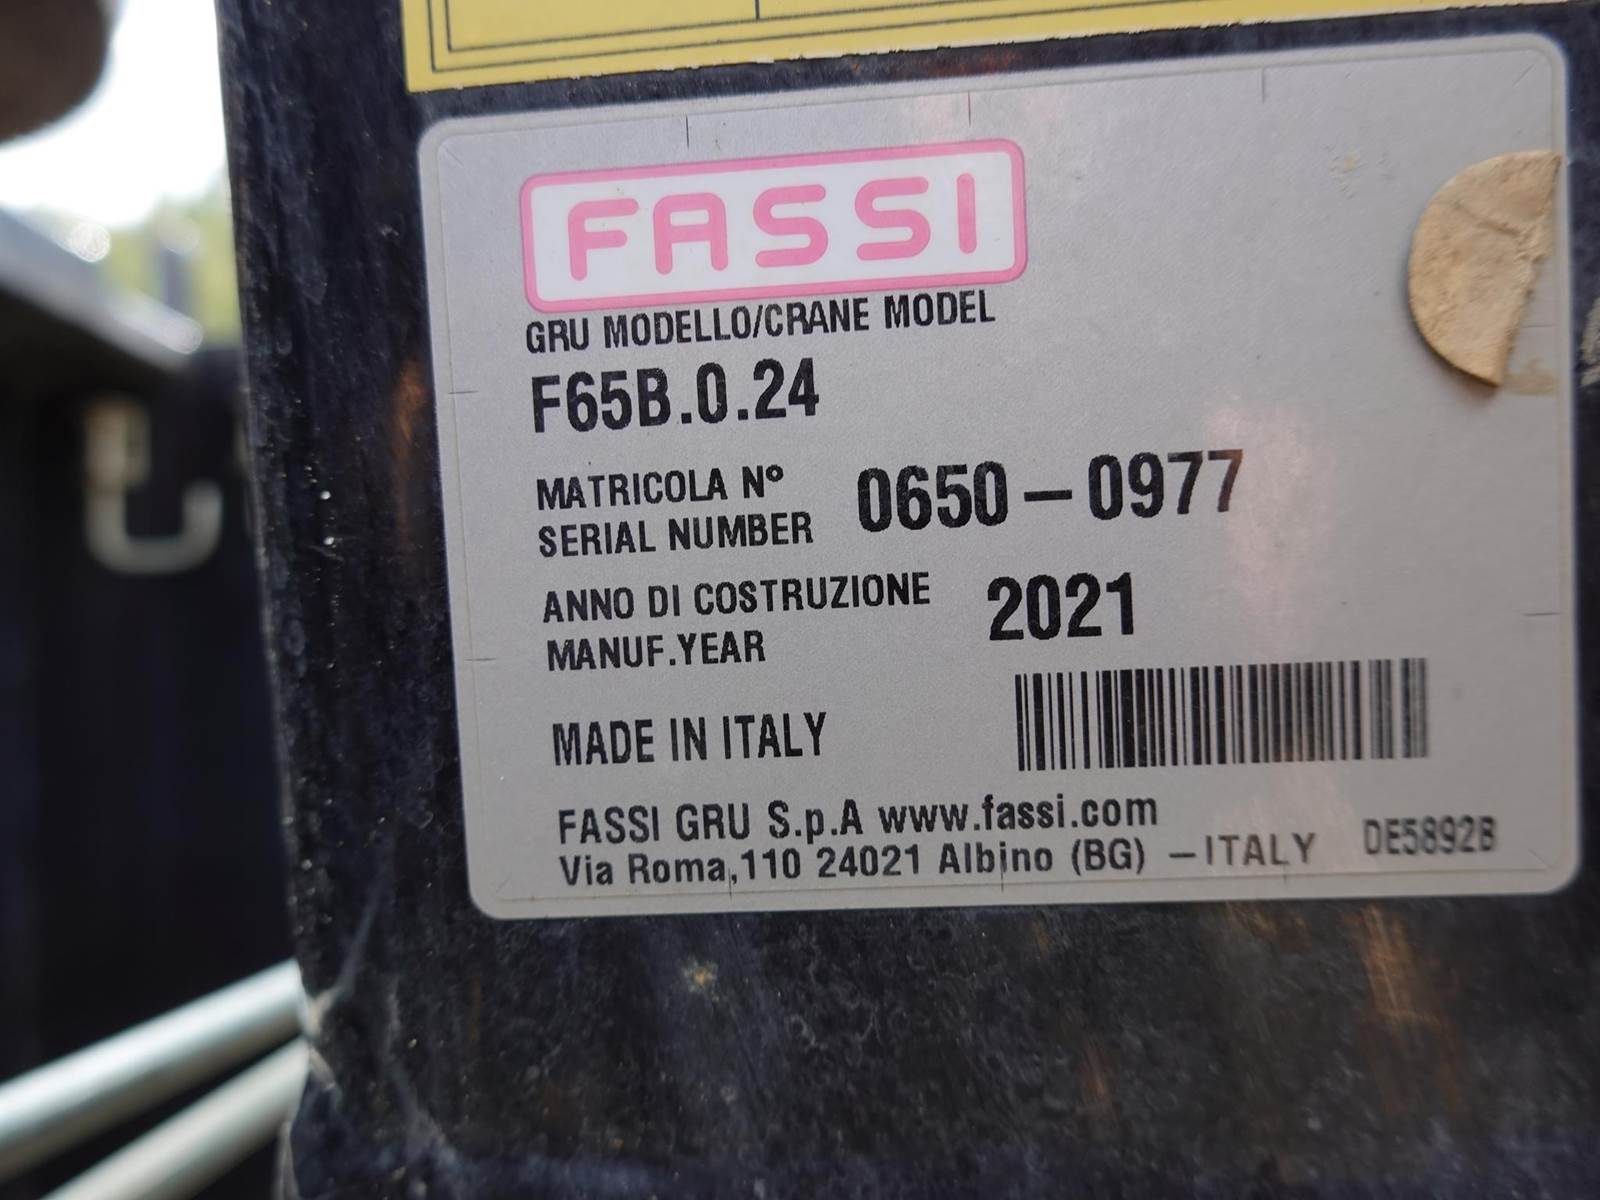 FASSI
GRU MODELLO/CRANE MODEL
F65B.0.24
MATRICOLA Nº
SERIAL NUMBER 0650-0977
ANNO DI COSTRUZIONE
MANUF.YEAR 2021
MADE IN ITALY
FASSI GRU S.p.A www.fassi.com
Via Roma,110 24021 Albino (BG) -ITALY DE5892B